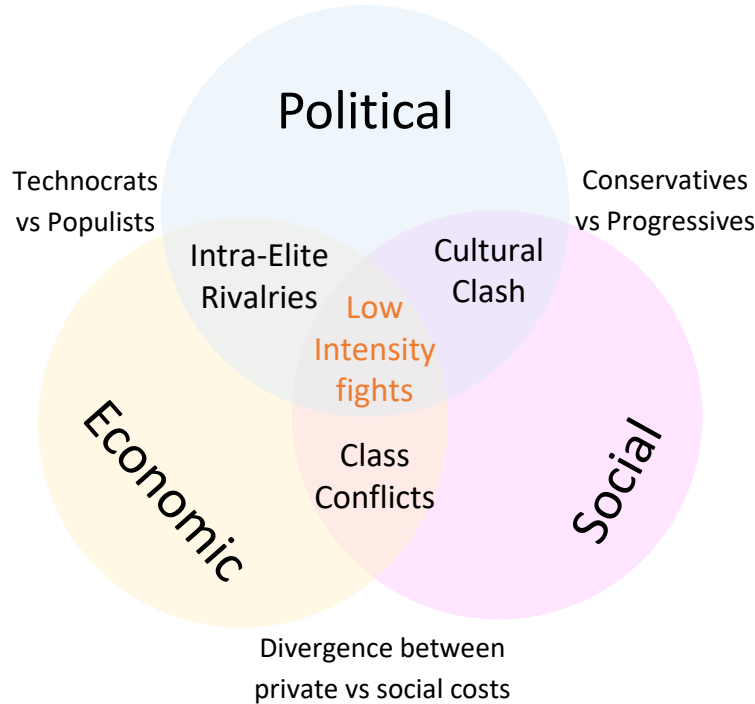 Political
Technocrats
vs Populists
Conservatives
vs Progressives
Intra-Elite
Rivalries
Cultural
Clash
Low
Intensity
fights
Economic
Class
Conflicts
Social
Divergence between
private vs social costs